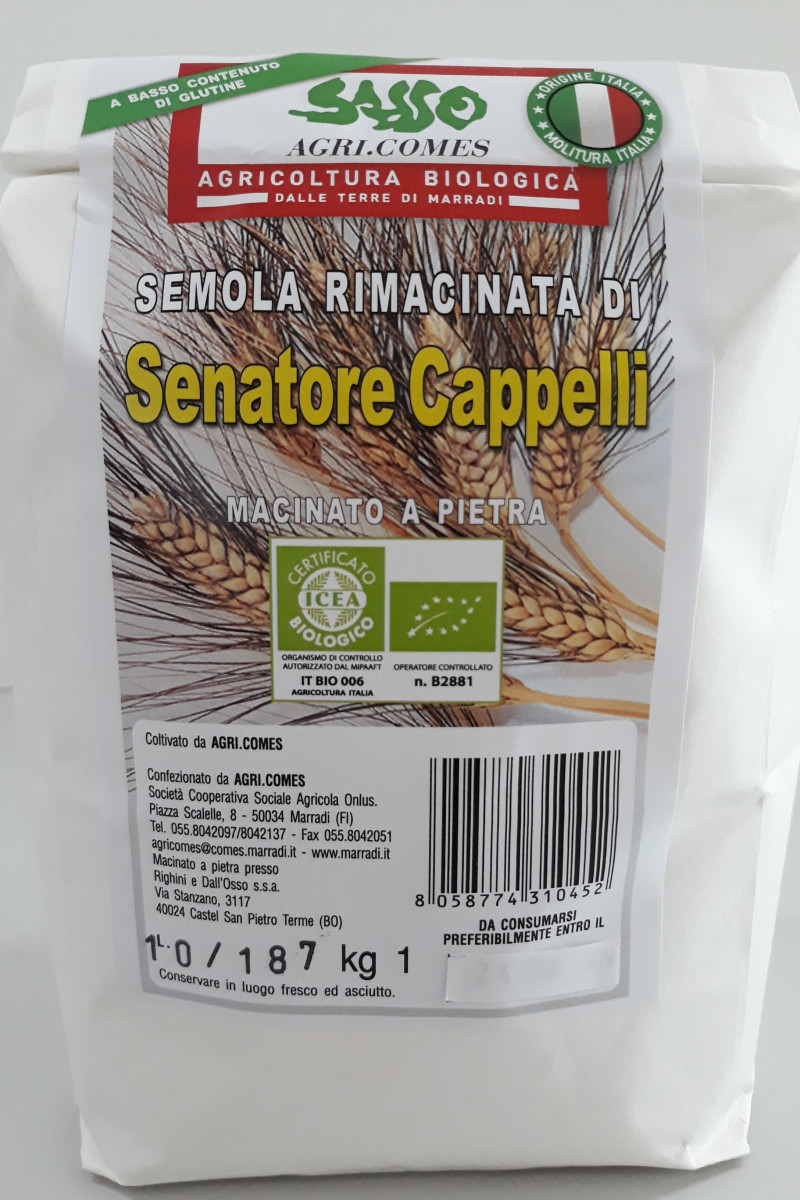 A BASSO CONTENUTO
DI GLUTINE
SASSO
AGRI.COMES
AGRICOLTURA BIOLOGICA
DALLE TERRE DI MARRADI
ORIGINE ITALIA
MOLITURA ITALIA
SEMOLA RIMACINATA DI
Senatore Cappelli
MACINATO A PIETRA
CERTIFICATO
ICEA
BIOLOGICO
ORGANISMO DI CONTROLLO
AUTORIZZATO DAL MIPAAFT
IT BIO 006
AGRICOLTURA ITALIA
OPERATORE CONTROLLATO
n. B2881
Coltivato da AGRI.COMES
Confezionato da AGRI.COMES
Società Cooperativa Sociale Agricola Onlus.
Piazza Scalelle, 8 - 50034 Marradi (FI)
Tel. 055.8042097/8042137 - Fax 055.8042051
agricomes@comes.marradi.it - www.marradi.it
Macinato a pietra presso
Righini e Dall'Osso s.s.a.
Via Stanzano, 3117
40024 Castel San Pietro Terme (BO)
L.
10/187 kg 1
Conservare in luogo fresco ed asciutto.
8 058774 310452
DA CONSUMARSI
PREFERIBILMENTE ENTRO IL